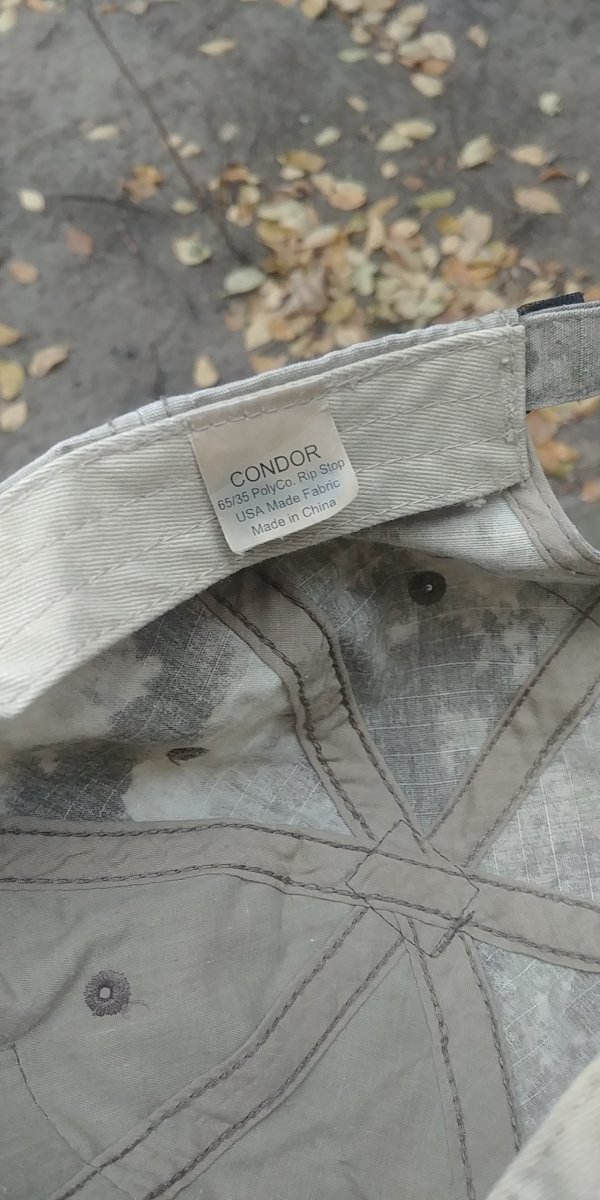 CONDOR
65/35 PolyCo. Rip Stop
USA Made Fabric
Made in China